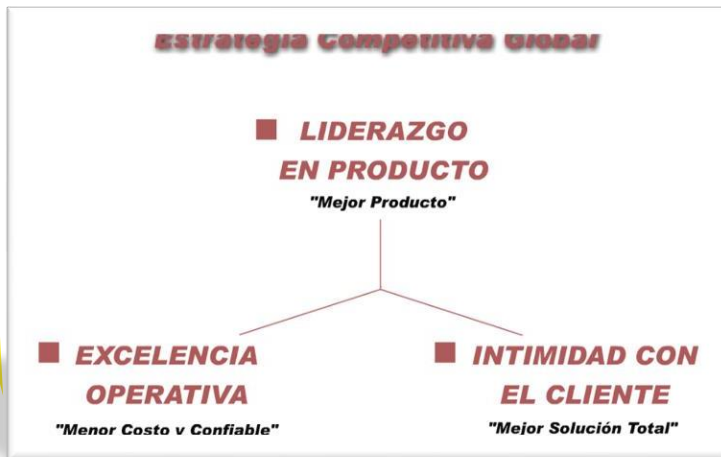 Estrategia Competitiva Global
LIDERAZGO
EN PRODUCTO
"Mejor Producto"
EXCELENCIA
OPERATIVA
"Menor Costo y Confiable"
INTIMIDAD CON
EL CLIENTE
"Mejor Solución Total"